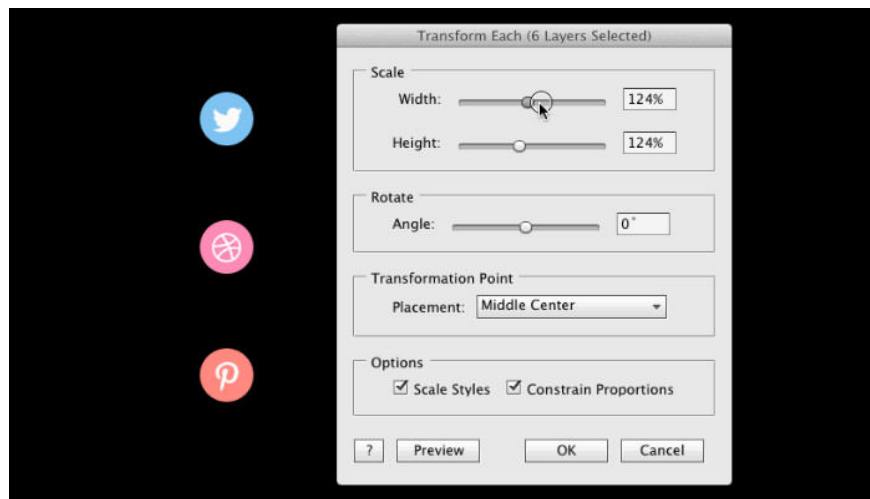 Transform Each (6 Layers Selected)
Scale
Width: 124%
Height: 124%
Rotate
Angle: 0°
Transformation Point
Placement: Middle Center
Options
Scale Styles Constrain Proportions
? Preview OK Cancel